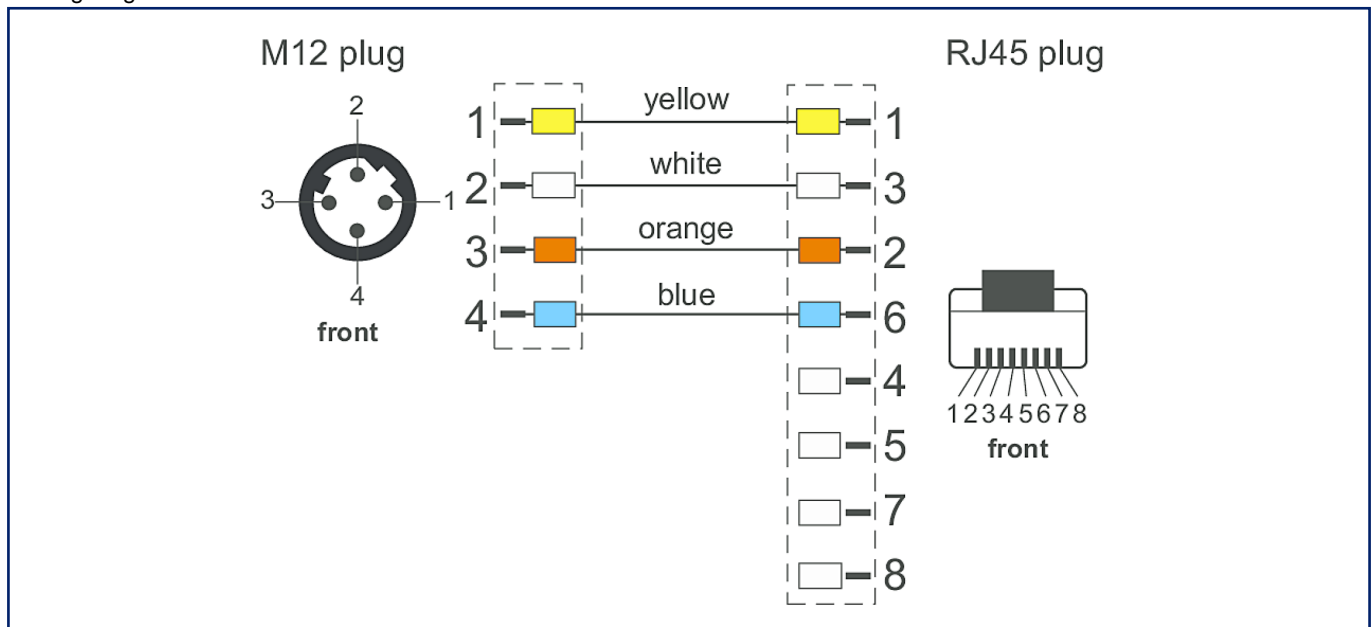 M12 plug
RJ45 plug
2
3
1
4
front
1 yellow 1
2 white 3
3 orange 2
4 blue 6
4
5
7
8
12345678
front